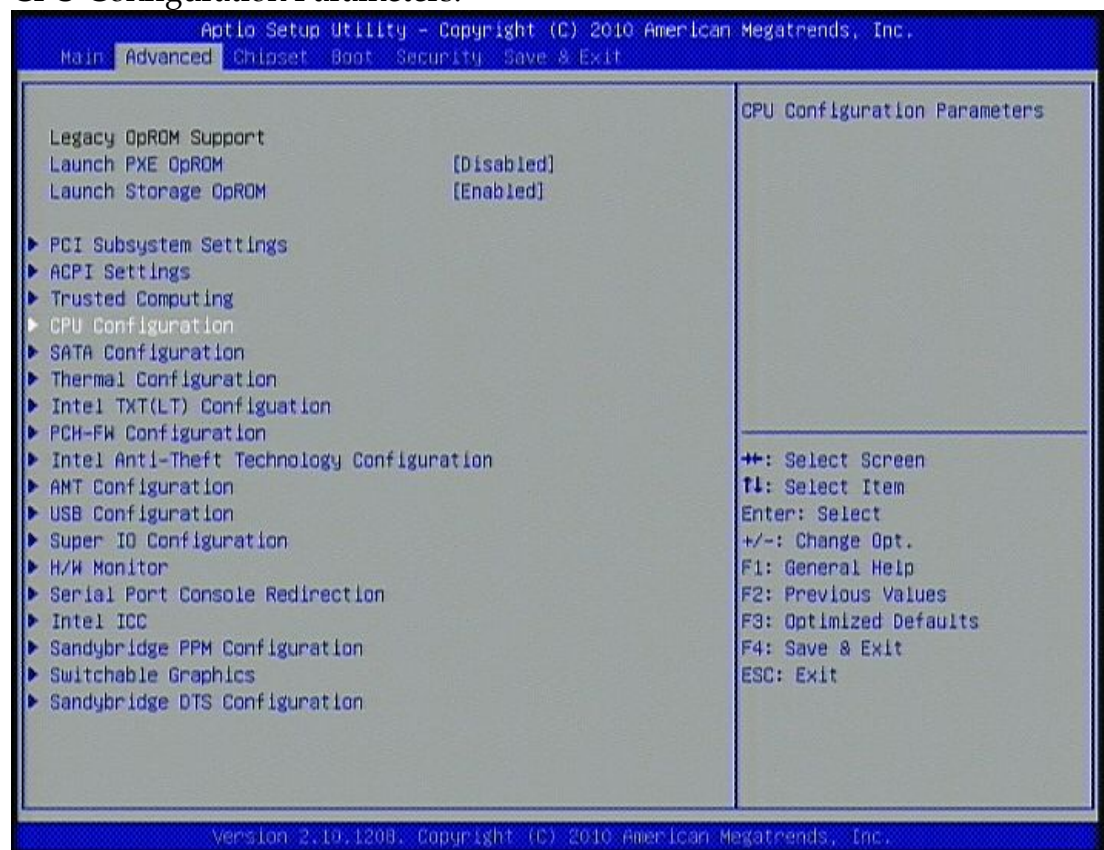 CPU Configuration Parameters.
Aptio Setup Utility - Copyright (C) 2010 American Megatrends, Inc.
Main Advanced Chipset Boot Security Save & Exit
Legacy OpROM Support
Launch PXE OpROM [Disabled]
Launch Storage OpROM [Enabled]
PCI Subsystem Settings
ACPI Settings
Trusted Computing
CPU Configuration
SATA Configuration
Thermal Configuration
Intel TXT(LT) Configuation
PCH-FW Configuration
Intel Anti-Theft Technology Configuration
AMT Configuration
USB Configuration
Super IO Configuration
H/W Monitor
Serial Port Console Redirection
Intel ICC
Sandybridge PPM Configuration
Switchable Graphics
Sandybridge DTS Configuration
CPU Configuration Parameters
→←: Select Screen
↑↓: Select Item
Enter: Select
+/-: Change Opt.
F1: General Help
F2: Previous Values
F3: Optimized Defaults
F4: Save & Exit
ESC: Exit
Version 2.10.1208. Copyright (C) 2010 American Megatrends, Inc.